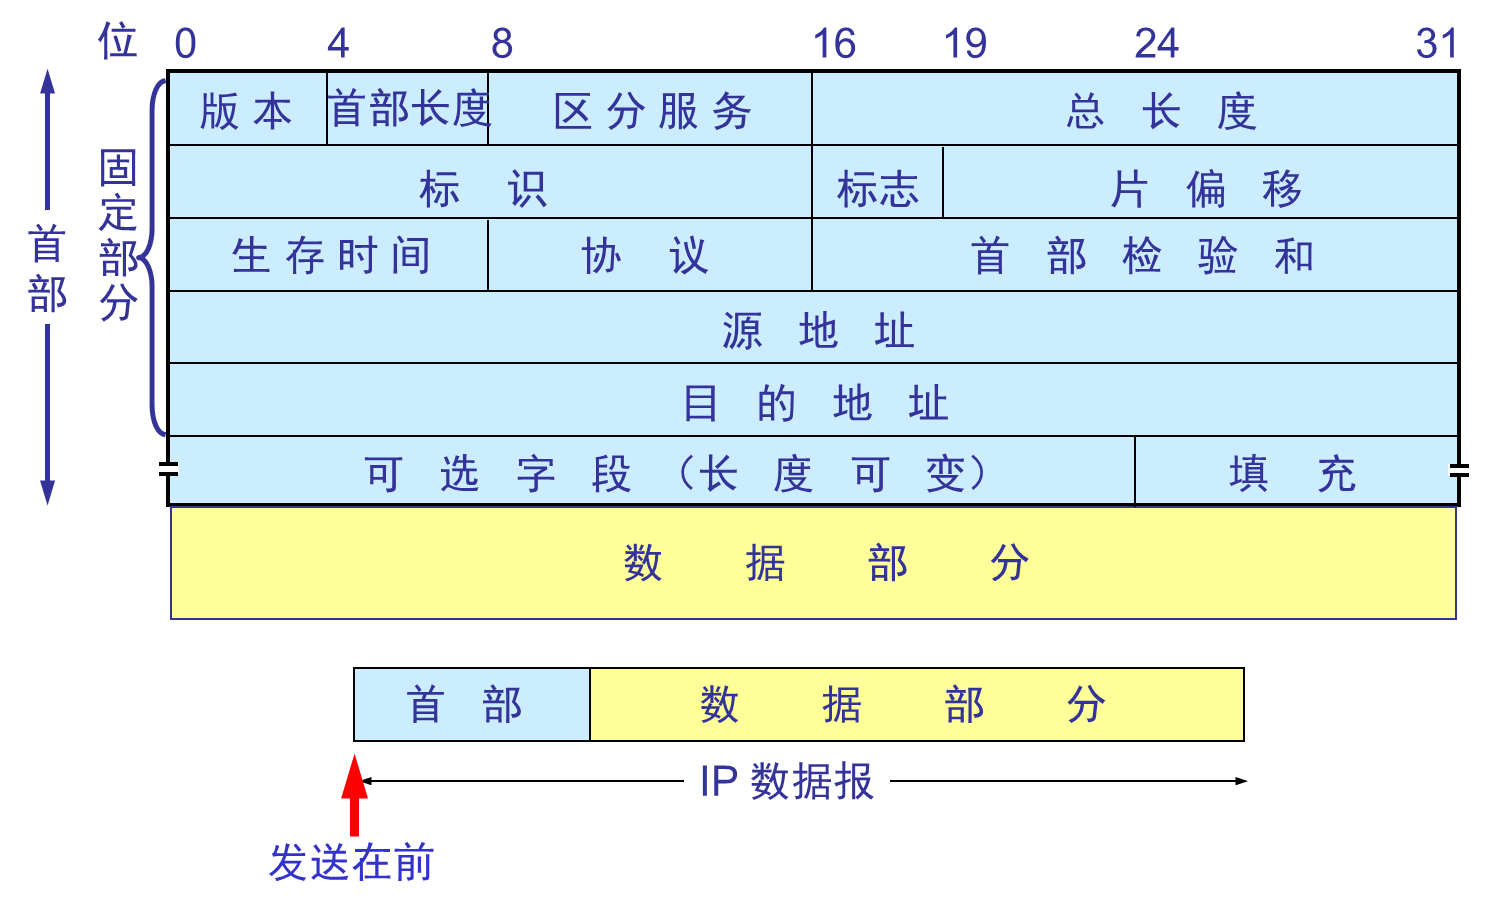 位 0 4 8 16 19 24 31
版本 首部长度 区分服务 总长度
标识 标志 片偏移
生存时间 协议 首部检验和
源地址
目的地址
可选字段（长度可变） 填充
首部
固定部分
数据部分
首部 数据部分
IP 数据报
发送在前